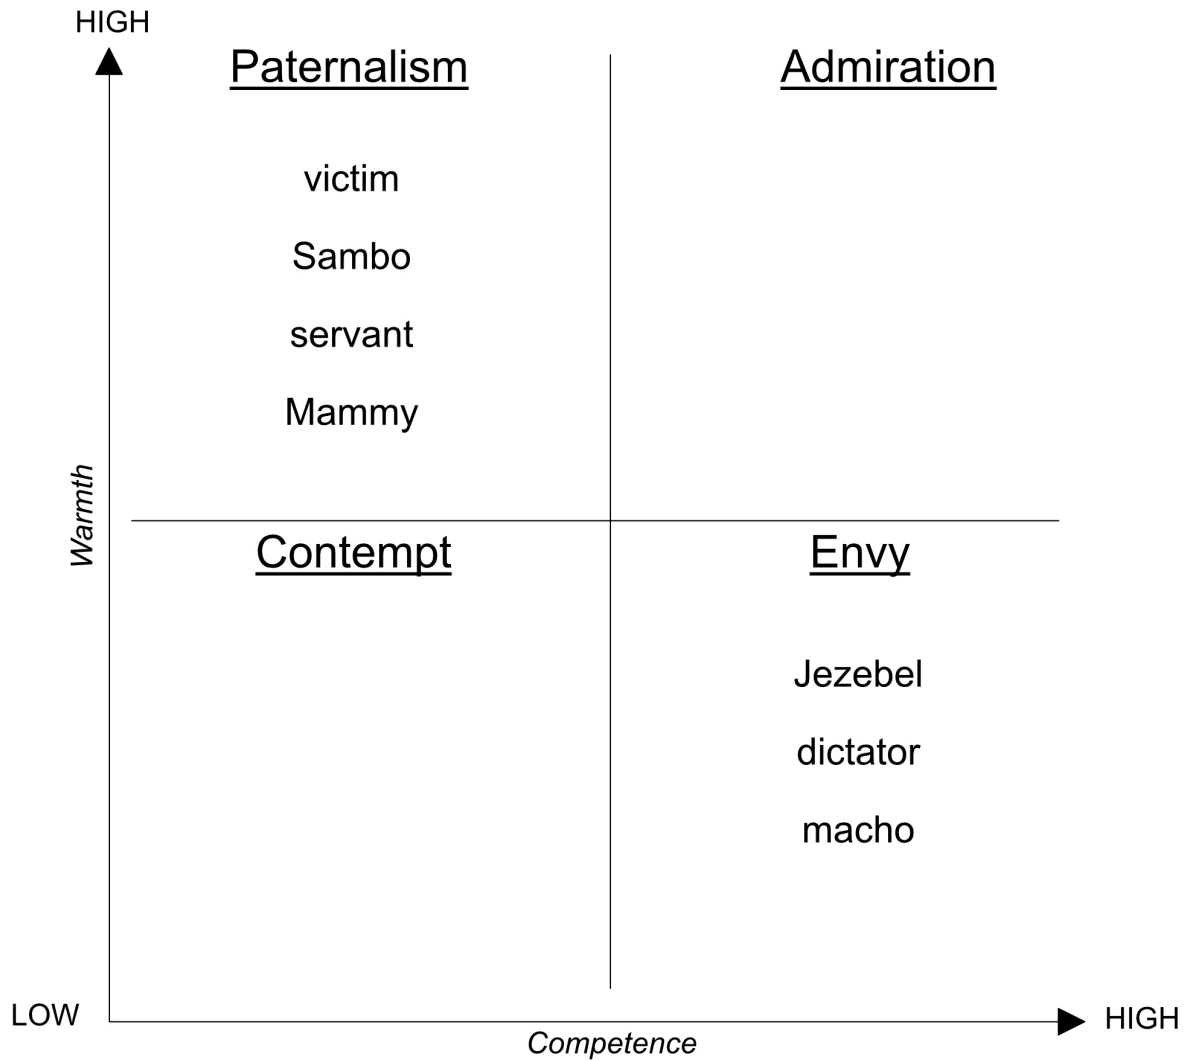 HIGH
Paternalism
Admiration
victim
Sambo
servant
Mammy
Warmth
Contempt
Envy
Jezebel
dictator
macho
LOW
HIGH
Competence